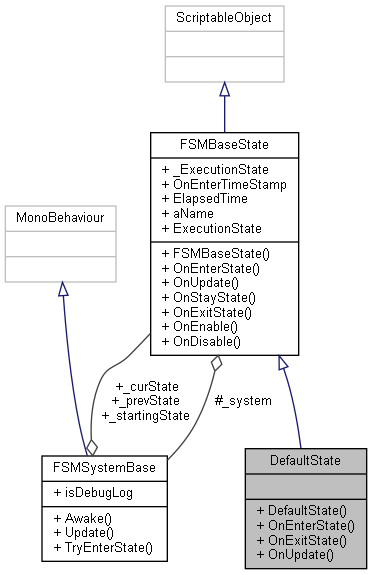 ScriptableObject
FSMBaseState
+ _ExecutionState
+ OnEnterTimeStamp
+ ElapsedTime
+ aName
+ ExecutionState
+ FSMBaseState()
+ OnEnterState()
+ OnUpdate()
+ OnStayState()
+ OnExitState()
+ OnEnable()
+ OnDisable()
MonoBehaviour
+_curState
+_prevState
+_startingState
#_system
FSMSystemBase
+ isDebugLog
+ Awake()
+ Update()
+ TryEnterState()
DefaultState
+ DefaultState()
+ OnEnterState()
+ OnExitState()
+ OnUpdate()